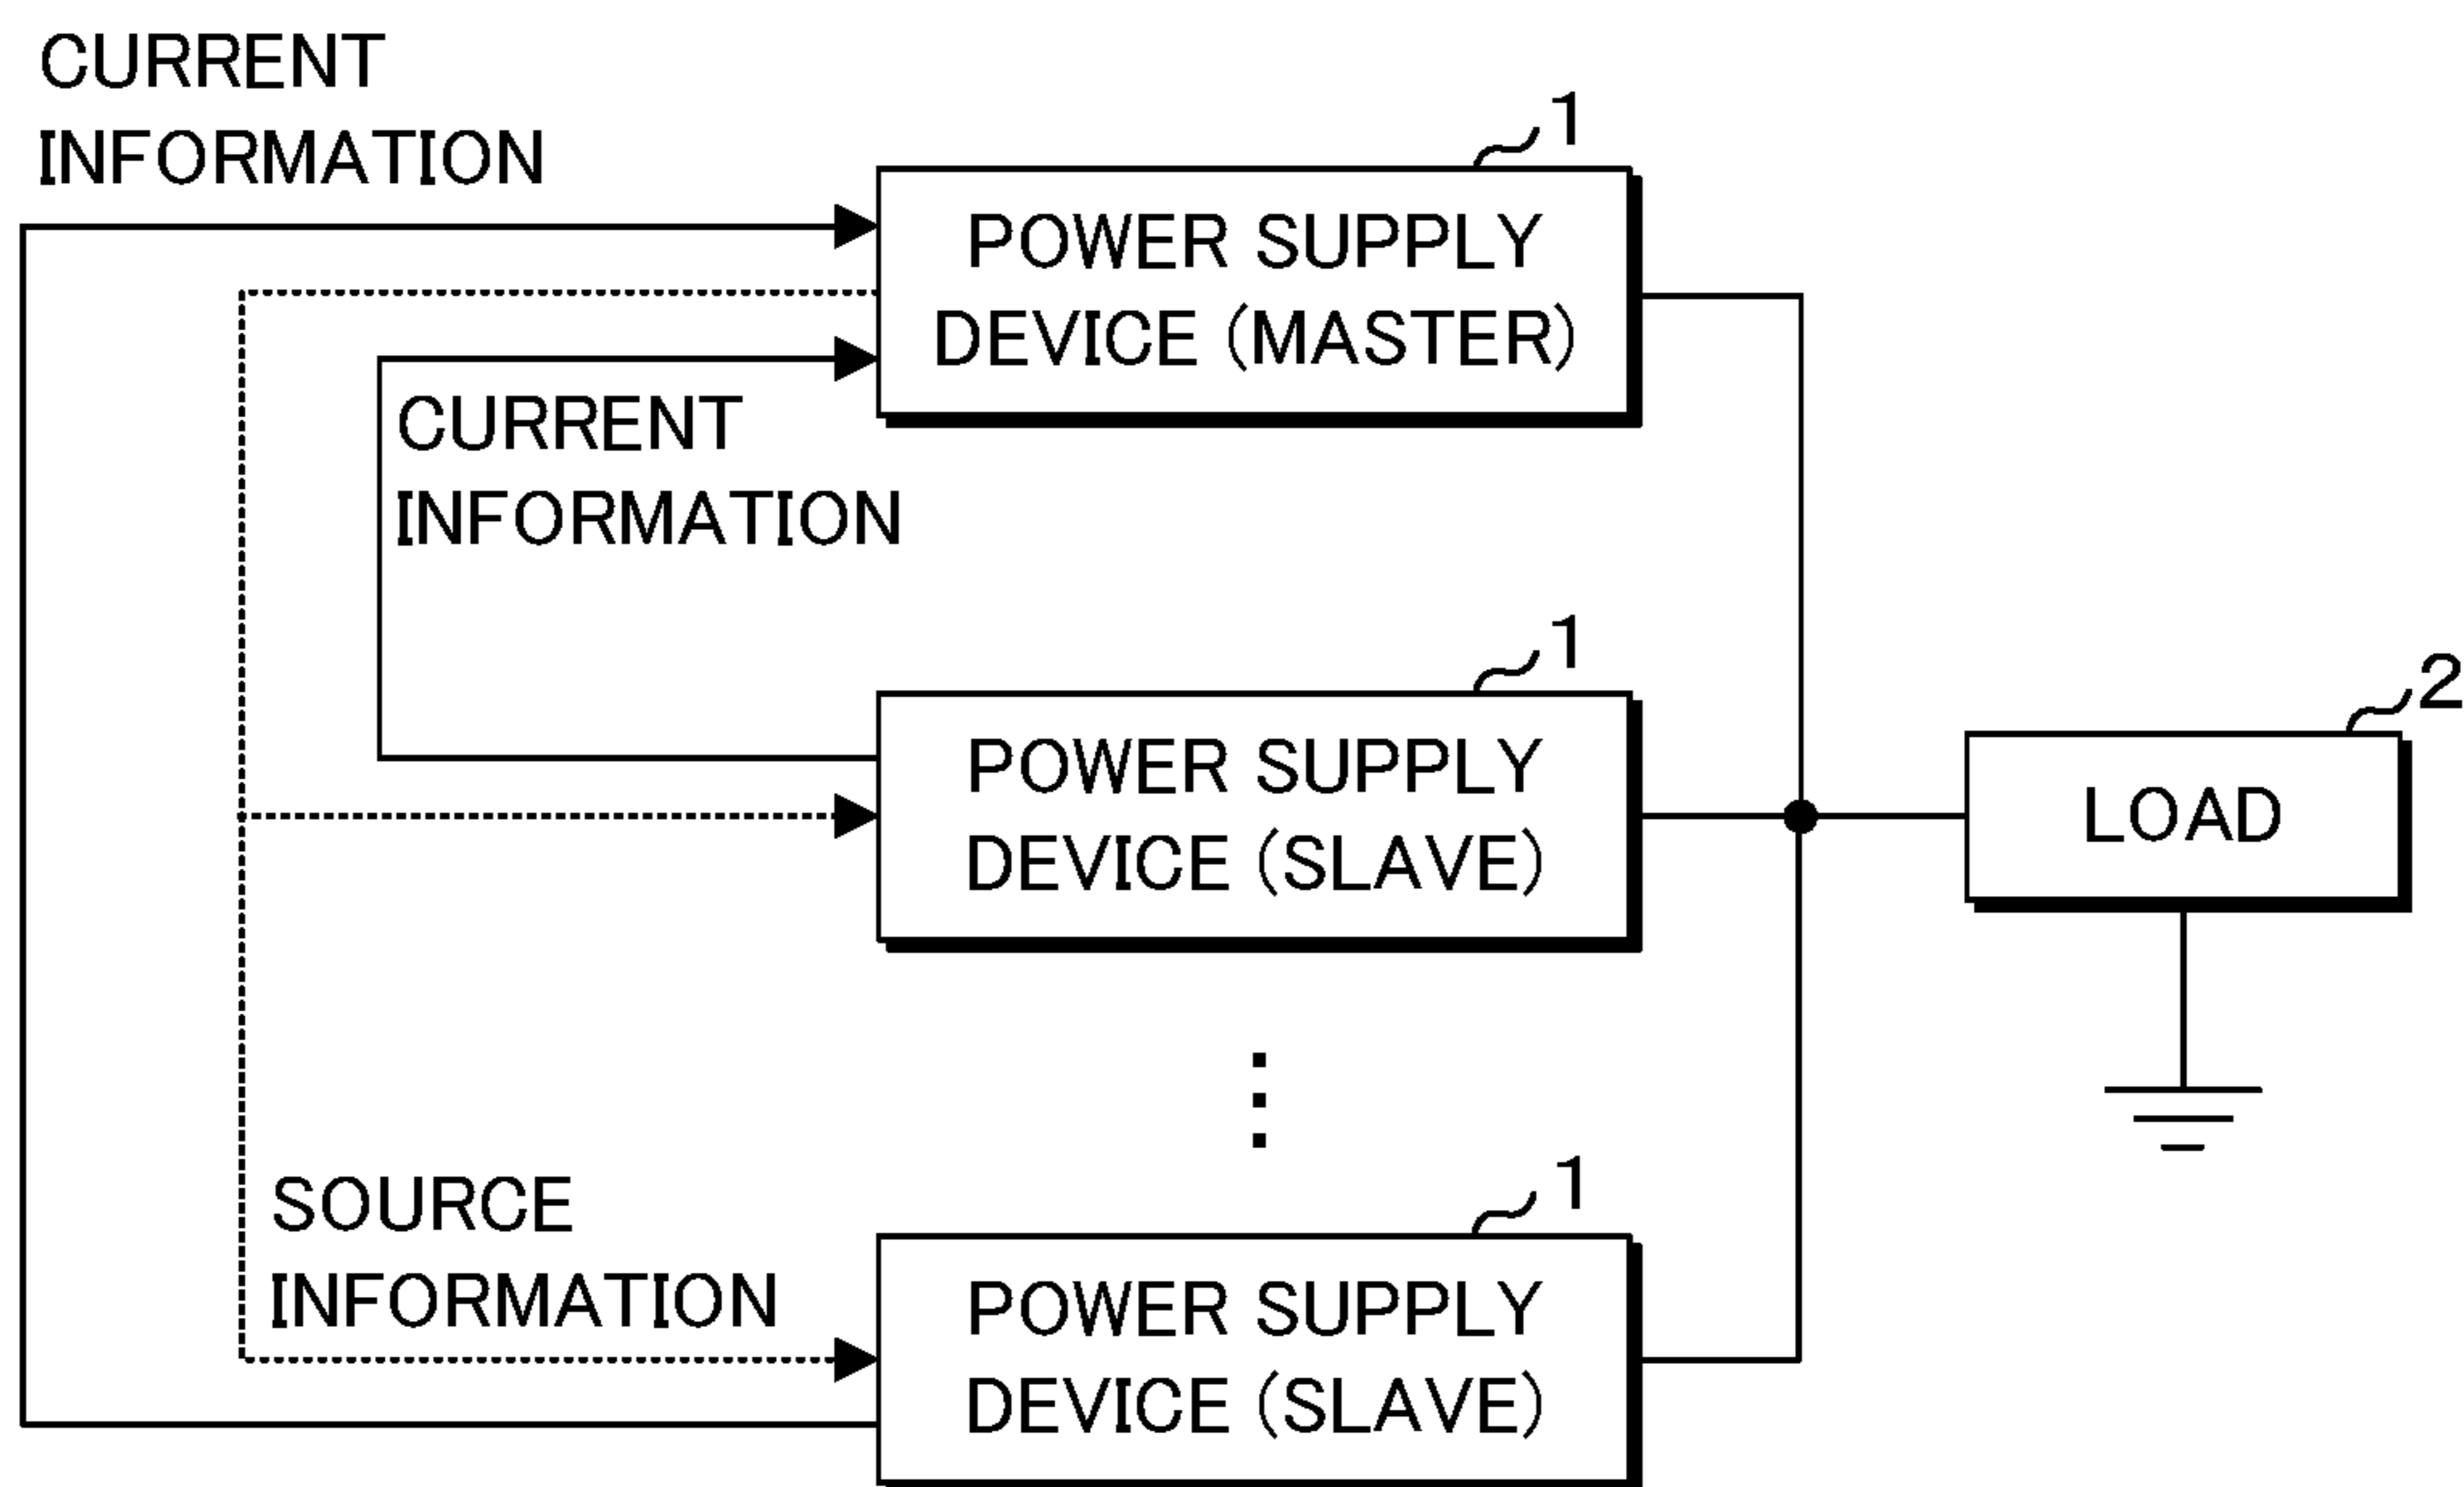 CURRENT
INFORMATION
1
POWER SUPPLY
DEVICE (MASTER)
CURRENT
INFORMATION
1
POWER SUPPLY
DEVICE (SLAVE)
2
LOAD
SOURCE
INFORMATION
1
POWER SUPPLY
DEVICE (SLAVE)